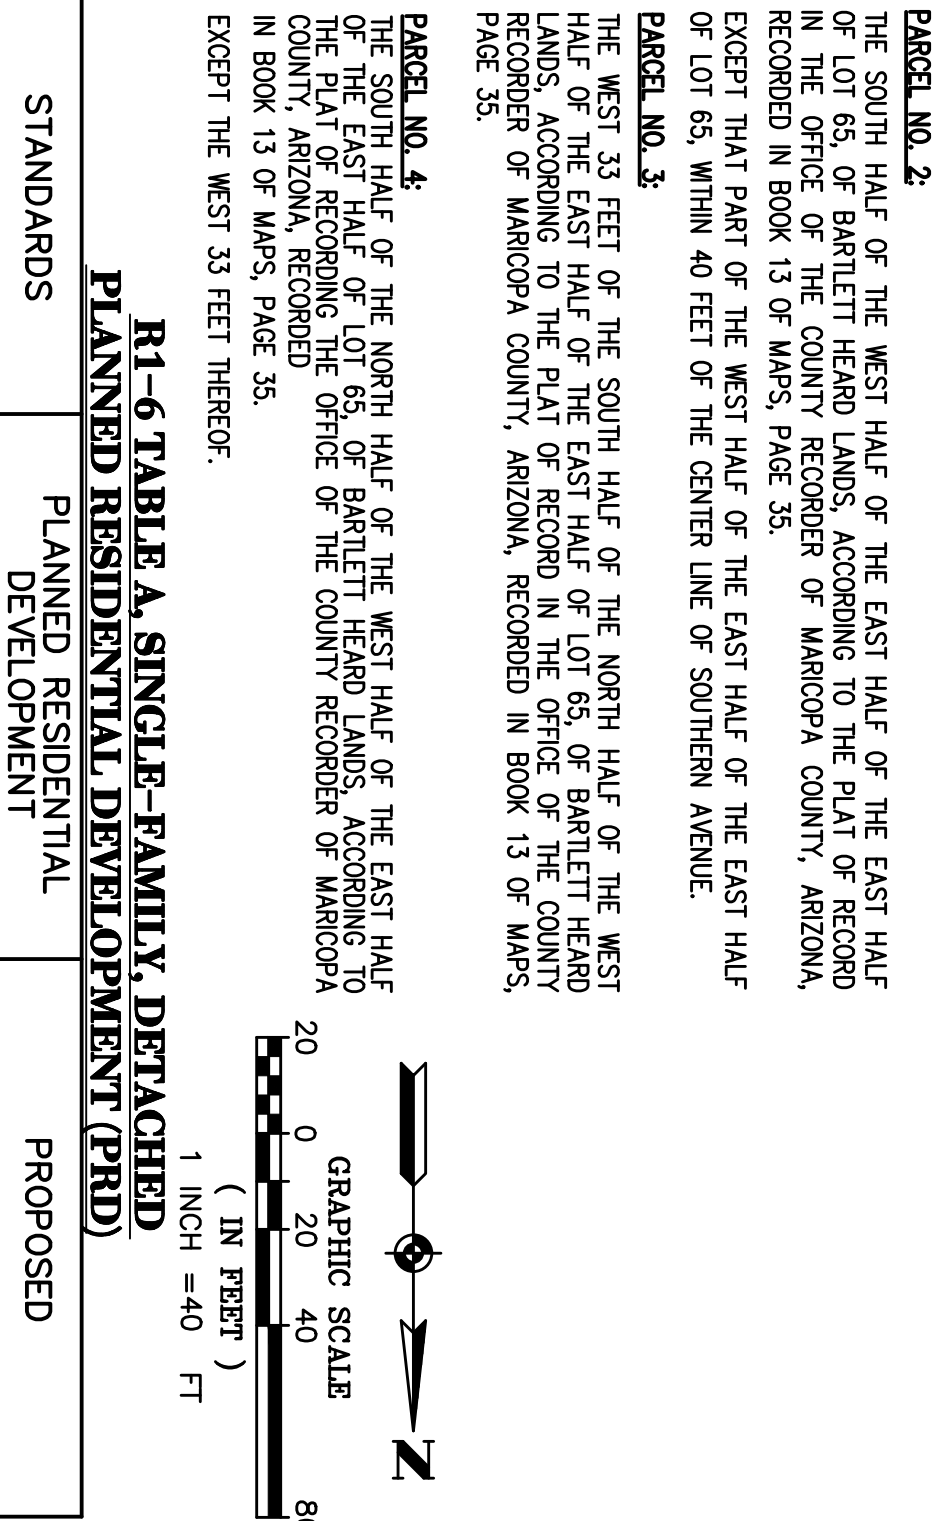 PARCEL NO. 2:
THE SOUTH HALF OF THE WEST HALF OF THE EAST HALF OF THE EAST HALF
OF LOT 65, OF BARTLETT HEARD LANDS, ACCORDING TO THE PLAT OF RECORD
IN THE OFFICE OF THE COUNTY RECORDER OF MARICOPA COUNTY, ARIZONA,
RECORDED IN BOOK 13 OF MAPS, PAGE 35.
EXCEPT THAT PART OF THE WEST HALF OF THE EAST HALF OF THE EAST HALF
OF LOT 65, WITHIN 40 FEET OF THE CENTER LINE OF SOUTHERN AVENUE.
PARCEL NO. 3:
THE WEST 33 FEET OF THE SOUTH HALF OF THE NORTH HALF OF THE WEST
HALF OF THE EAST HALF OF THE EAST HALF OF LOT 65, OF BARTLETT HEARD
LANDS, ACCORDING TO THE PLAT OF RECORD IN THE OFFICE OF THE COUNTY
RECORDER OF MARICOPA COUNTY, ARIZONA, RECORDED IN BOOK 13 OF MAPS,
PAGE 35.
PARCEL NO. 4:
THE SOUTH HALF OF THE NORTH HALF OF THE WEST HALF OF THE EAST HALF
OF THE EAST HALF OF LOT 65, OF BARTLETT HEARD LANDS, ACCORDING TO
THE PLAT OF RECORDING THE OFFICE OF THE COUNTY RECORDER OF MARICOPA
COUNTY, ARIZONA, RECORDED
IN BOOK 13 OF MAPS, PAGE 35.
EXCEPT THE WEST 33 FEET THEREOF.
N
GRAPHIC SCALE
20 0 20 40 80
( IN FEET )
1 INCH =40 FT
R1-6 TABLE A, SINGLE-FAMILY, DETACHED
PLANNED RESIDENTIAL DEVELOPMENT (PRD)
STANDARDS
PLANNED RESIDENTIAL
DEVELOPMENT
PROPOSED